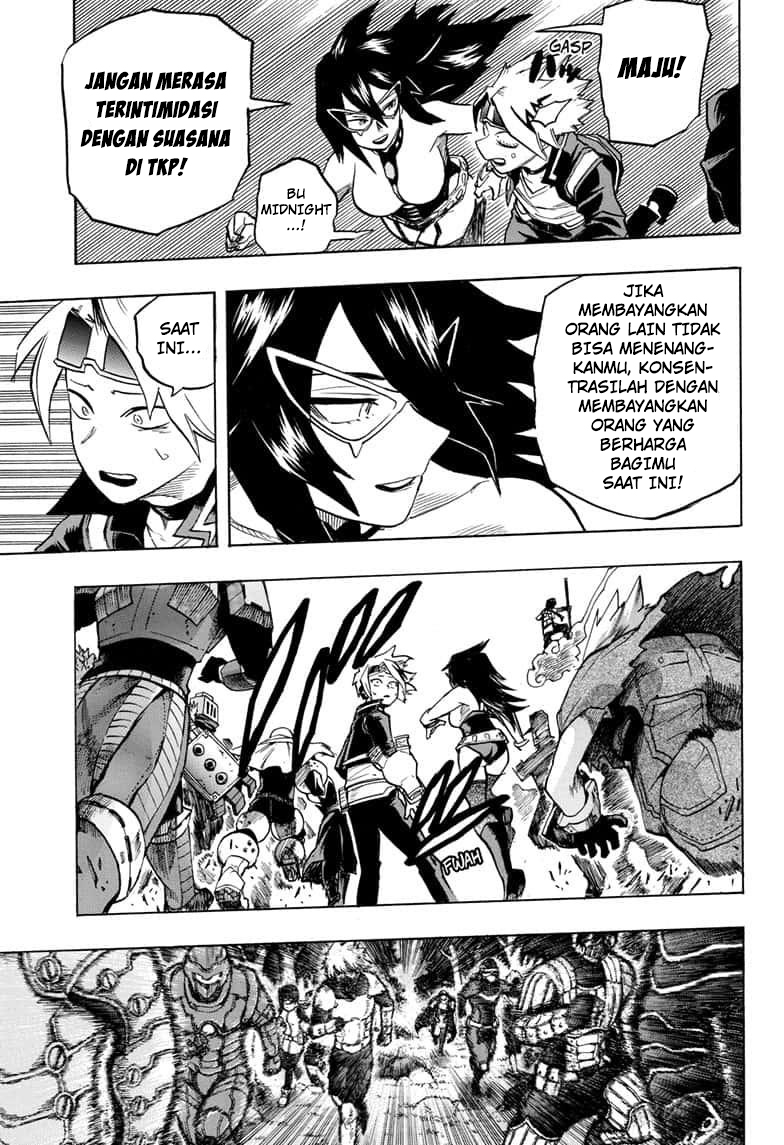 MAJU!
GASP
JANGAN MERASA
TERINTIMIDASI
DENGAN SUASANA
DI TKP!
BU
MIDNIGHT
...!
JIKA
MEMBAYANGKAN
ORANG LAIN TIDAK
BISA MENENANG-
KANMU, KONSEN-
TRASILAH DENGAN
MEMBAYANGKAN
ORANG YANG
BERHARGA
BAGIMU
SAAT INI!
SAAT
INI...
FWAH